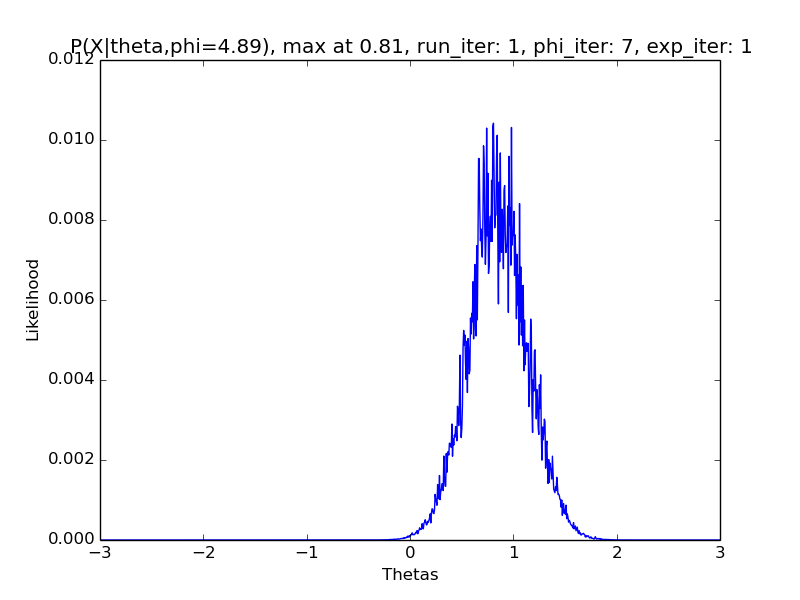 P(X|theta,phi=4.89), max at 0.81, run_iter: 1, phi_iter: 7, exp_iter: 1
0.012
0.010
0.008
0.006
0.004
0.002
0.000
Likelihood
−3 −2 −1 0 1 2 3
Thetas